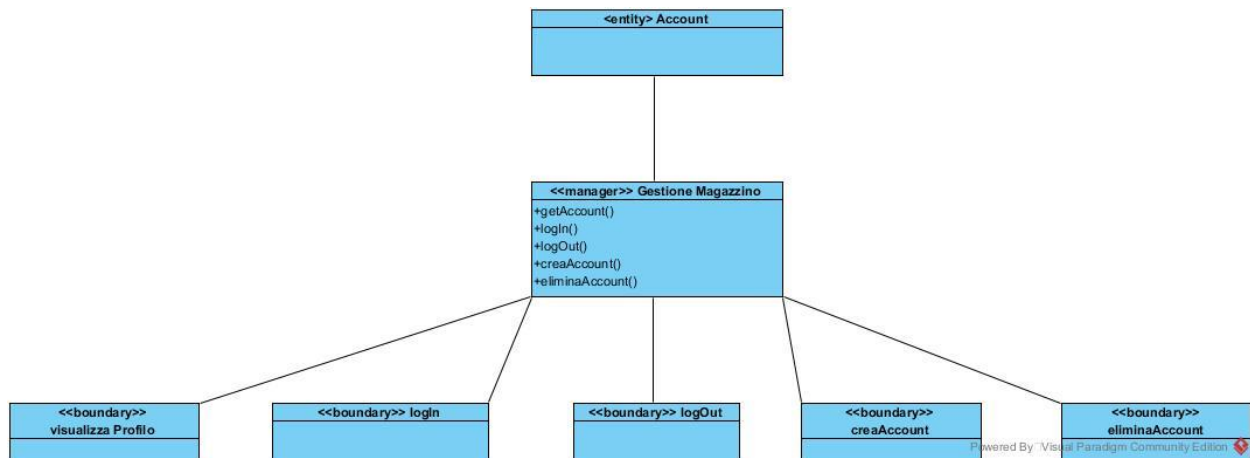 <entity> Account
<<manager>> Gestione Magazzino
+getAccount()
+logIn()
+logOut()
+creaAccount()
+eliminaAccount()
<<boundary>>
visualizza Profilo
<<boundary>> logIn
<<boundary>> logOut
<<boundary>>
creaAccount
<<boundary>>
eliminaAccount
Powered By Visual Paradigm Community Edition